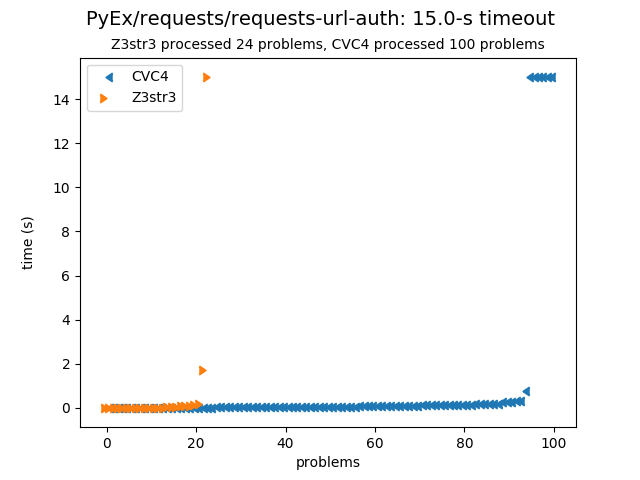 PyEx/requests/requests-url-auth: 15.0-s timeout
Z3str3 processed 24 problems, CVC4 processed 100 problems
CVC4
Z3str3
time (s)
14
12
10
8
6
4
2
0
0 20 40 60 80 100
problems